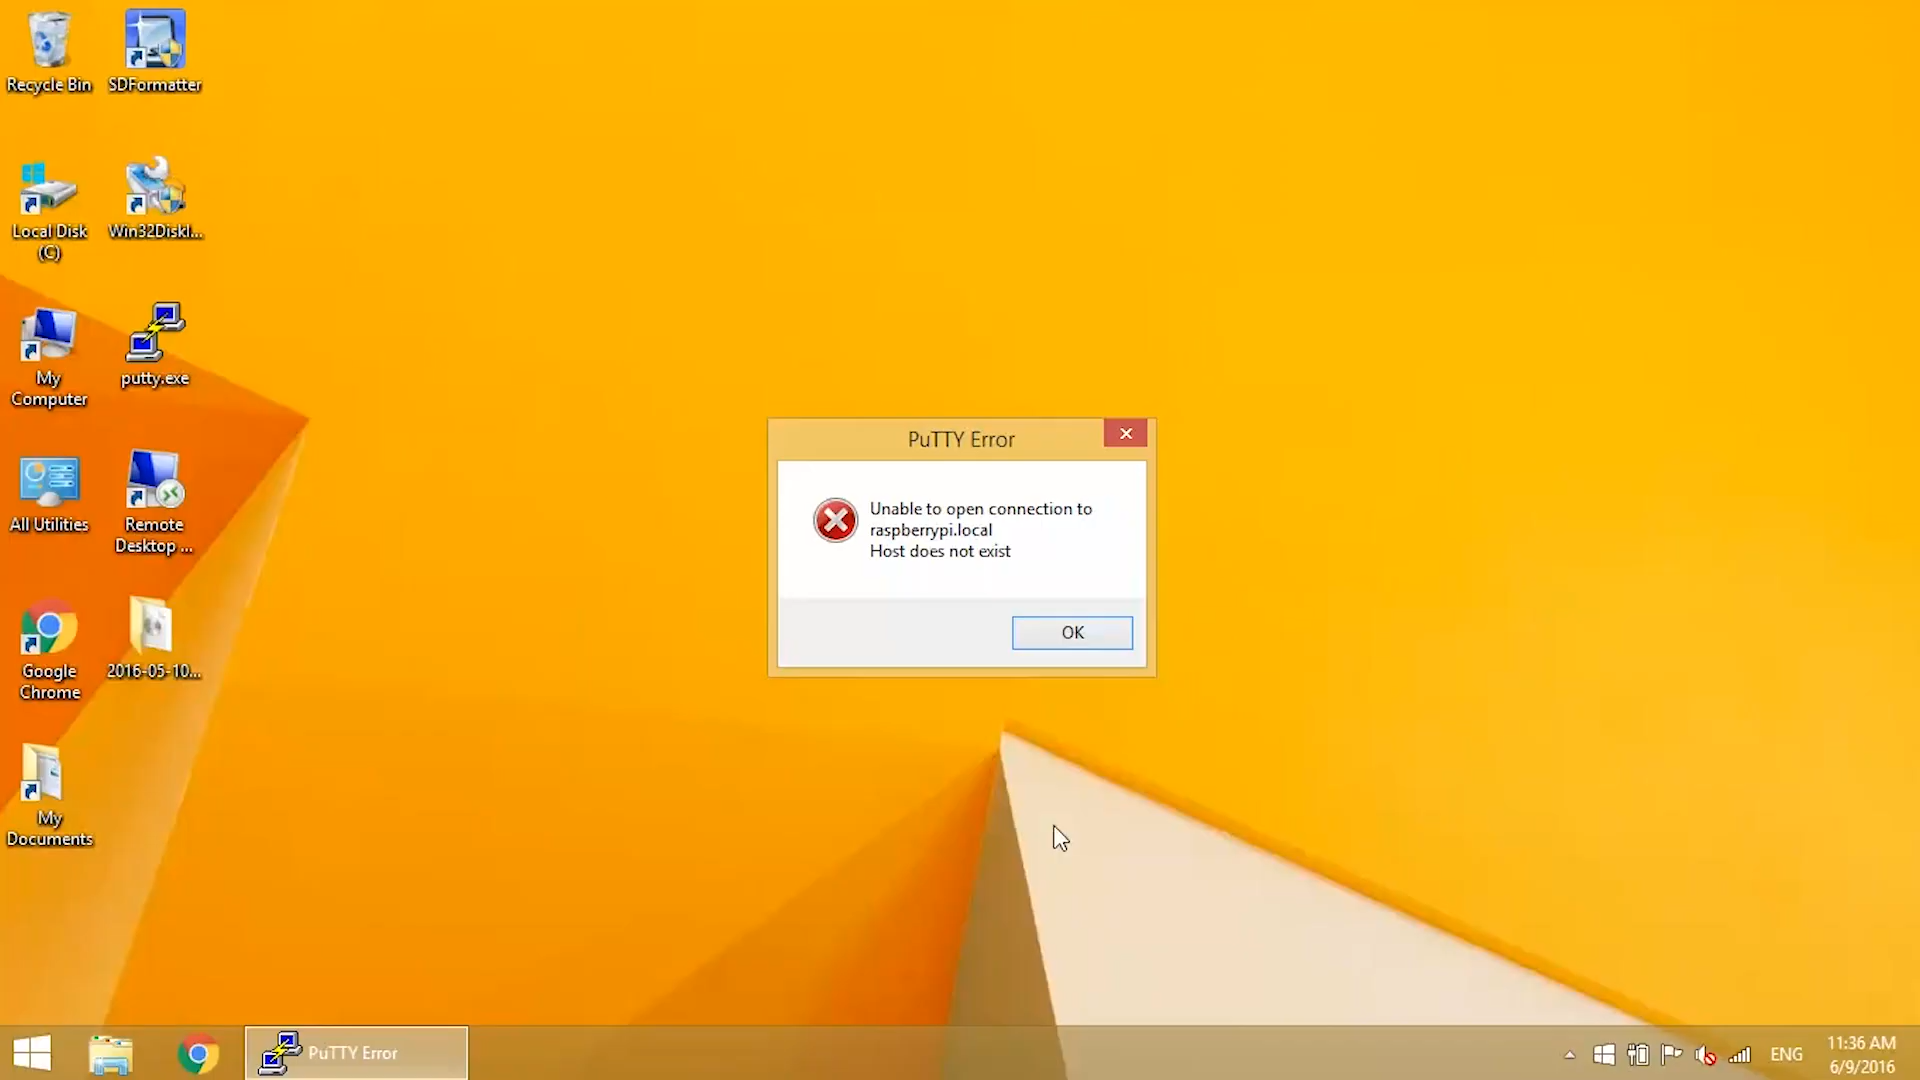 Recycle Bin
SDFormatter
Local Disk
(C)
Win32DiskI...
My
Computer
putty.exe
All Utilities
Remote
Desktop ...
Google
Chrome
2016-05-10...
My
Documents
PuTTY Error
Unable to open connection to
raspberrypi.local
Host does not exist
OK
PuTTY Error
ENG
11:36 AM
6/9/2016